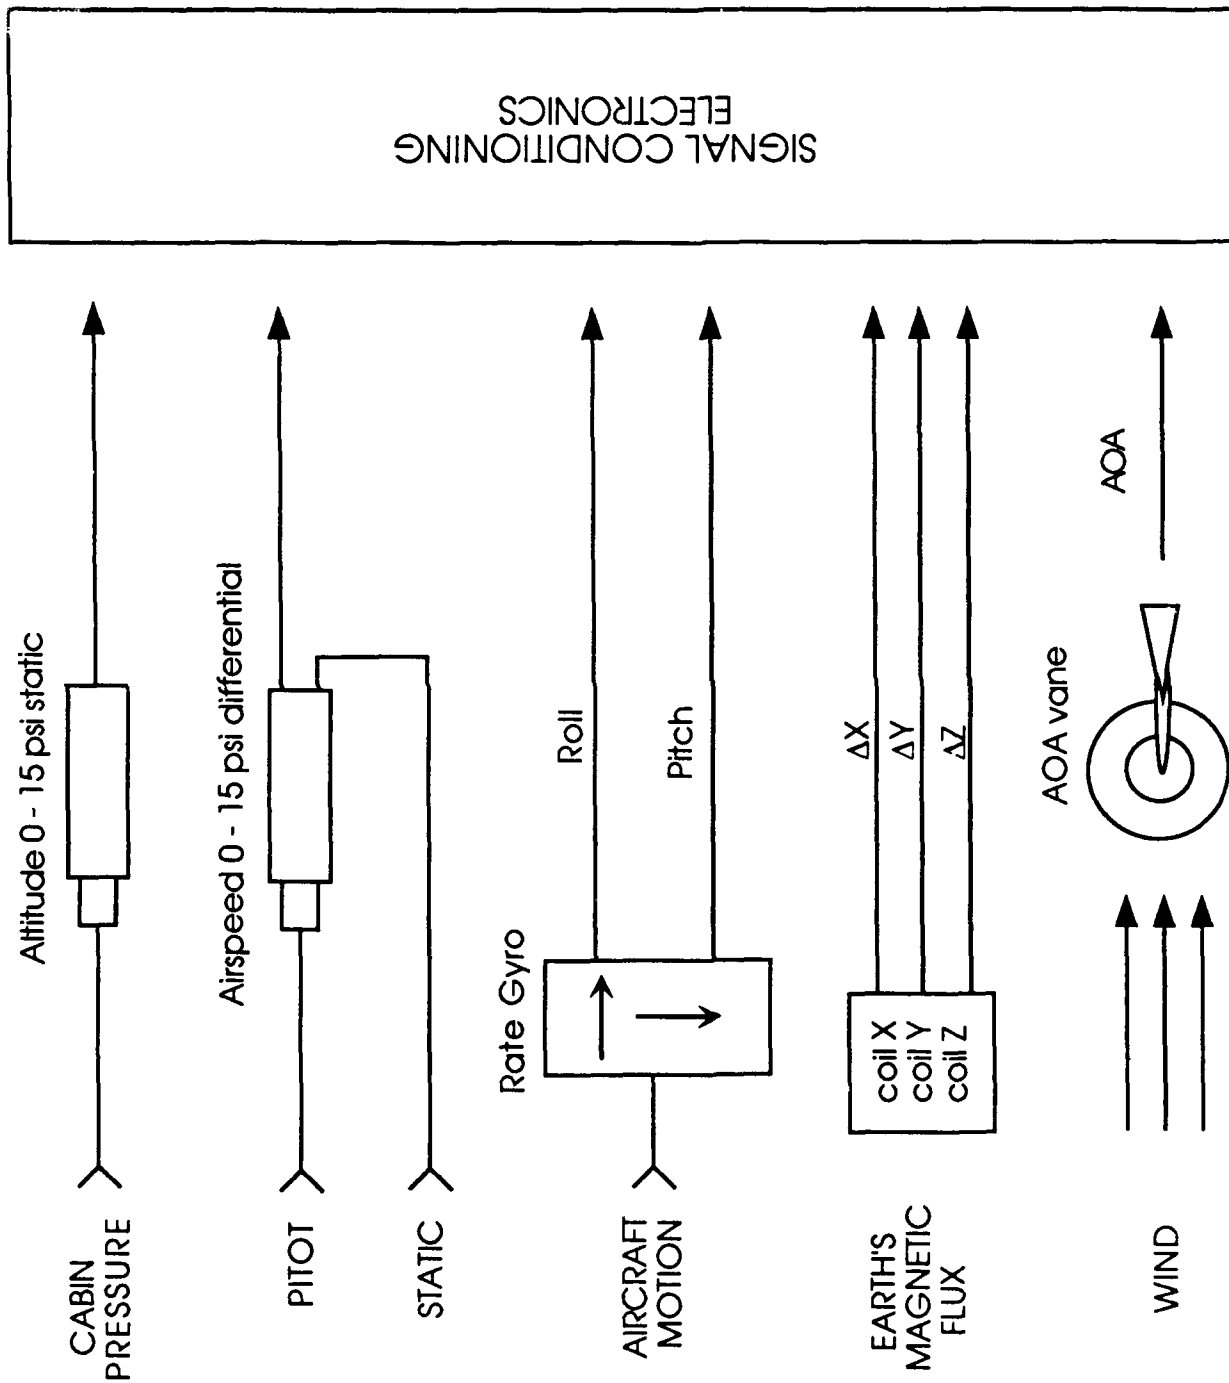 CABIN
PRESSURE
Altitude 0 - 15 psi static
PITOT
Airspeed 0 - 15 psi differential
STATIC
AIRCRAFT
MOTION
Rate Gyro
Roll
Pitch
EARTH'S
MAGNETIC
FLUX
coil X
coil Y
coil Z
ΔX
ΔY
ΔZ
WIND
AOA vane
AOA
SIGNAL CONDITIONING
ELECTRONICS